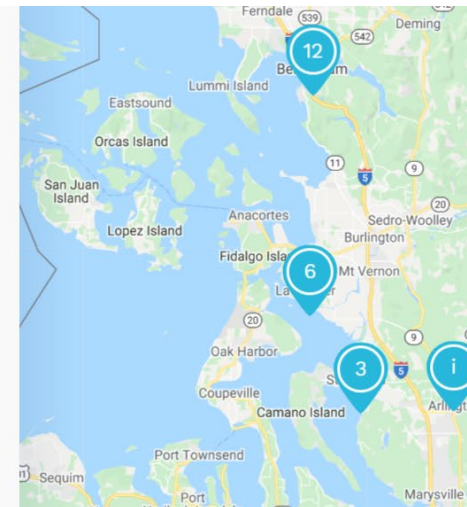 Ferndale
539
Deming
542
542
12
Lummi Island
Eastsound
Orcas Island
11
5
9
San Juan
Island
20
Anacortes
Sedro-Woolley
Lopez Island
Burlington
Fidalgo
6
Mt Vernon
20
9
Oak Harbor
3
5
i
Coupeville
Camano Island
Port Townsend
Sequim
Marysville
Port